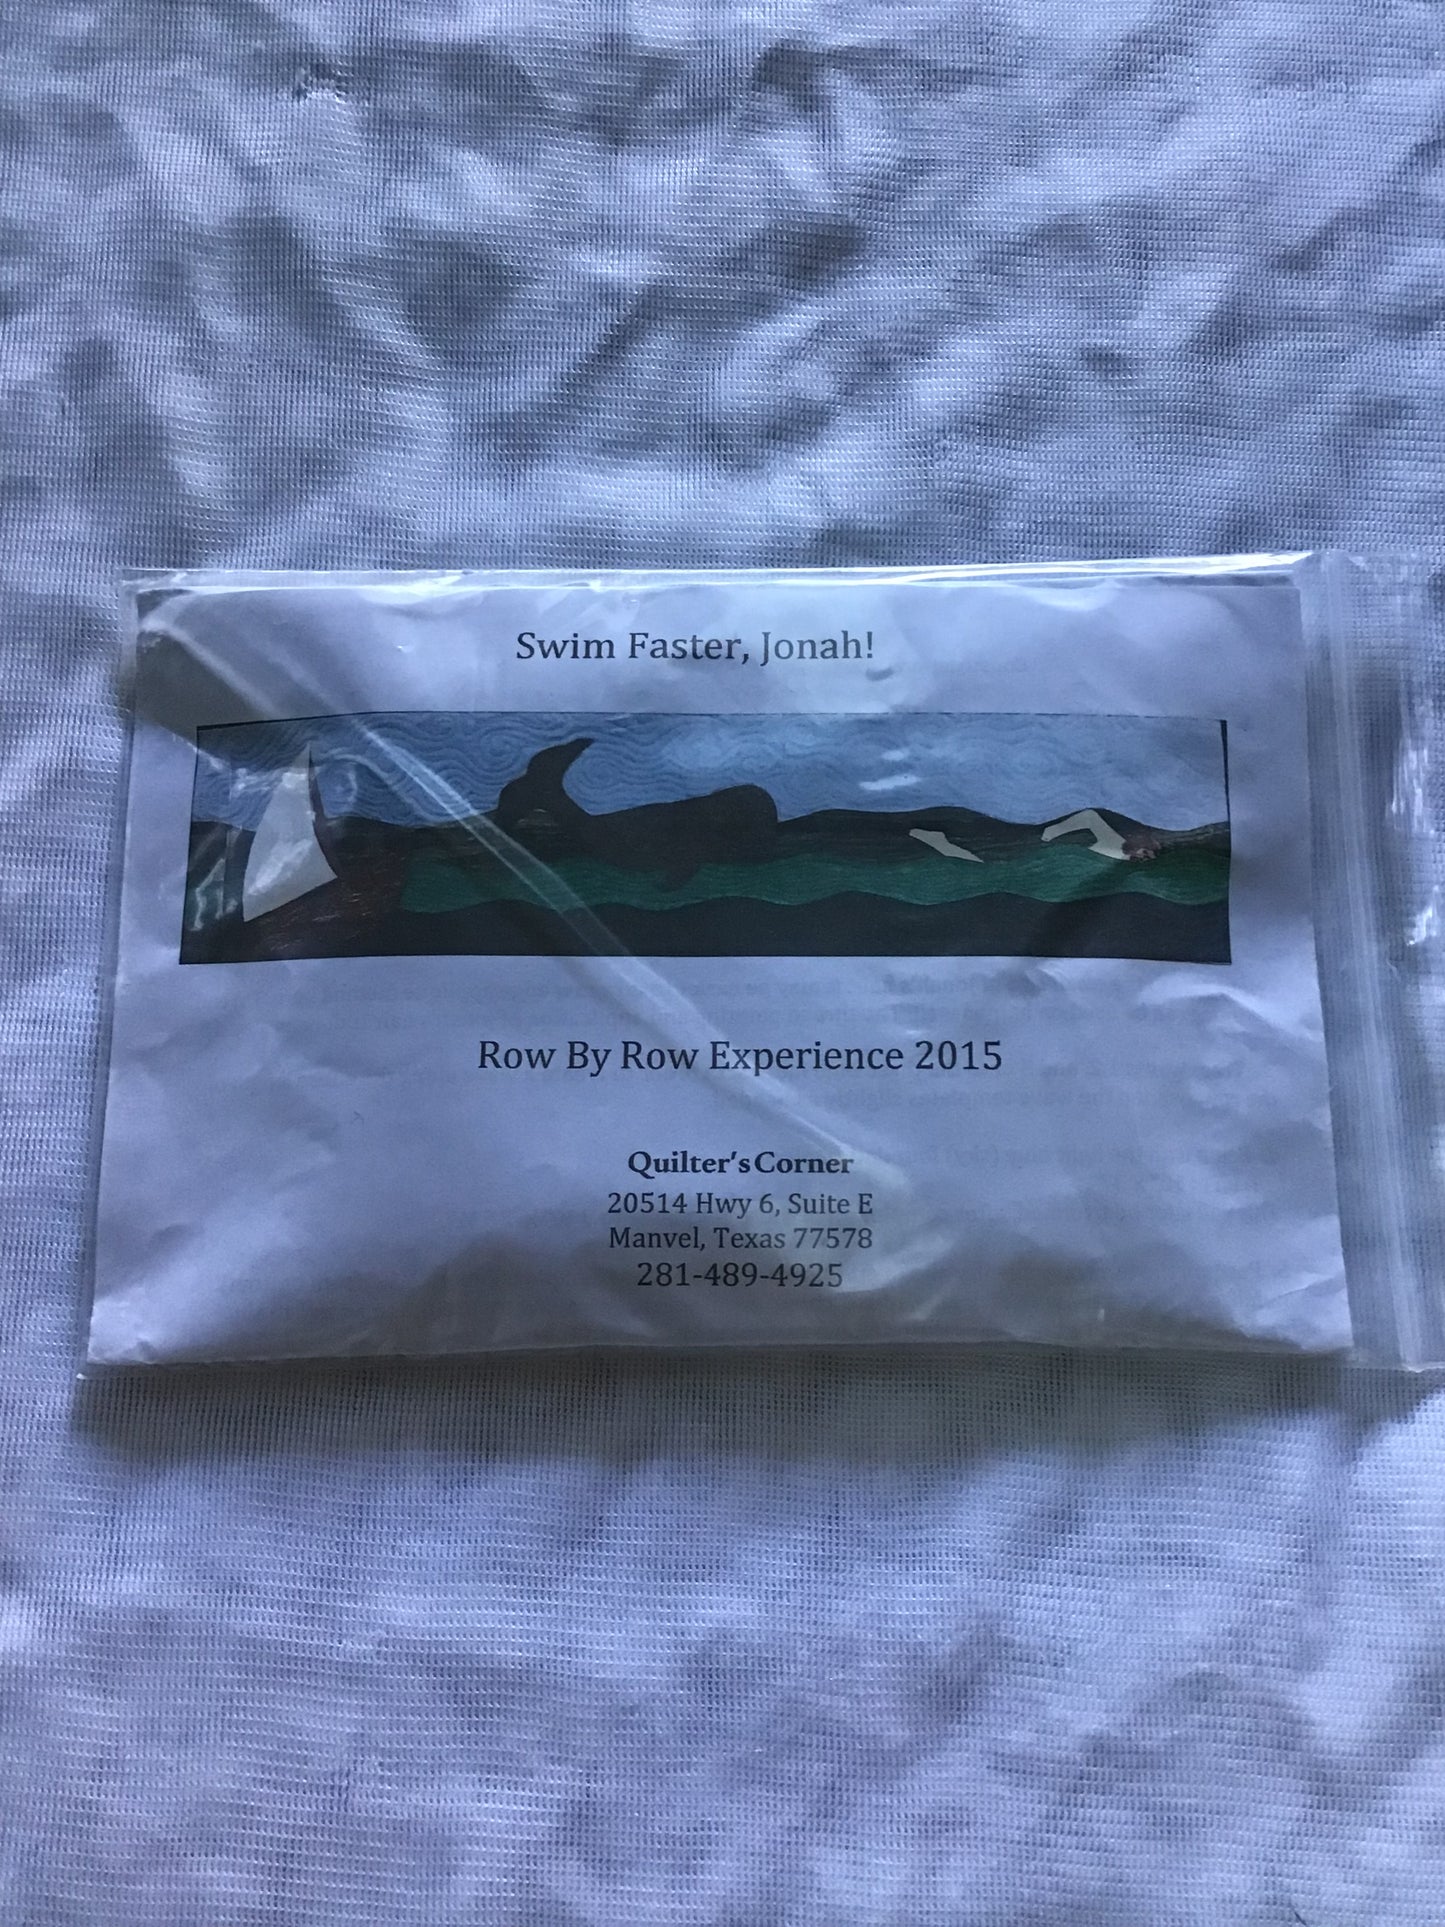 Swim Faster, Jonah!
Row By Row Experience 2015
Quilter's Corner
20514 Hwy 6, Suite E
Manvel, Texas 77578
281-489-4925